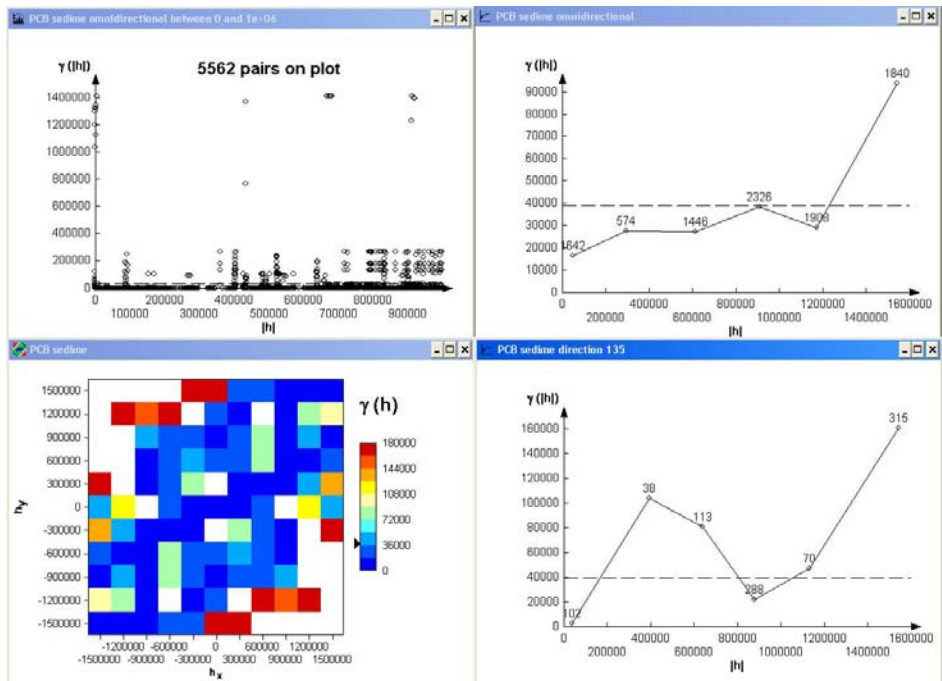 PCB sedime omnidirectional between 0 and 1e+06
γ (|h|)
5562 pairs on plot
1400000
1200000
1000000
800000
600000
400000
200000
0
0 200000 400000 600000 800000
100000 300000 500000 700000 900000
|h|
PCB sedime omnidirectional
γ (|h|)
90000
80000
70000
60000
50000
40000
30000
20000
10000
1642 574 1446 2326 1908 1840
0 400000 800000 1200000 1600000
200000 600000 1000000 1400000
|h|
PCB sedime
γ (h)
1500000
1200000
900000
600000
300000
0
-300000
-600000
-900000
-1200000
-1500000
hy
-1200000 -600000 0 600000 1200000
-1500000 -900000 -300000 300000 900000 1500000
hx
180000
144000
108000
72000
36000
0
PCB sedime direction 135
γ (|h|)
160000
140000
120000
100000
80000
60000
40000
20000
0
102 38 113 288 70 315
0 400000 800000 1200000 1600000
200000 600000 1000000 1400000
|h|